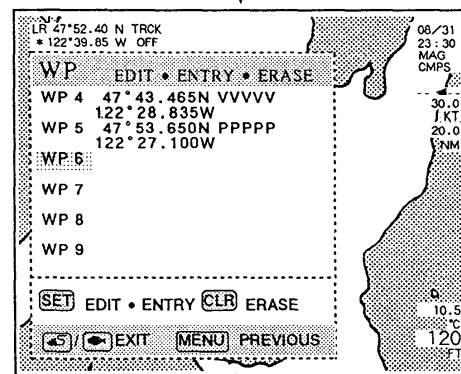 LR 47°52.40 N TRCK
* 122°39.85 W OFF
08/31
23:30
MAG
CMPS
WP EDIT • ENTRY • ERASE
WP 4 47°43.465N VVVVV
122°28.835W
WP 5 47°53.650N PPPPP
122°27.100W
WP 6
WP 7
WP 8
WP 9
30.0
KT
20.0
NM
SET EDIT • ENTRY CLR ERASE
/ EXIT MENU PREVIOUS
10.5
°C
120
FT